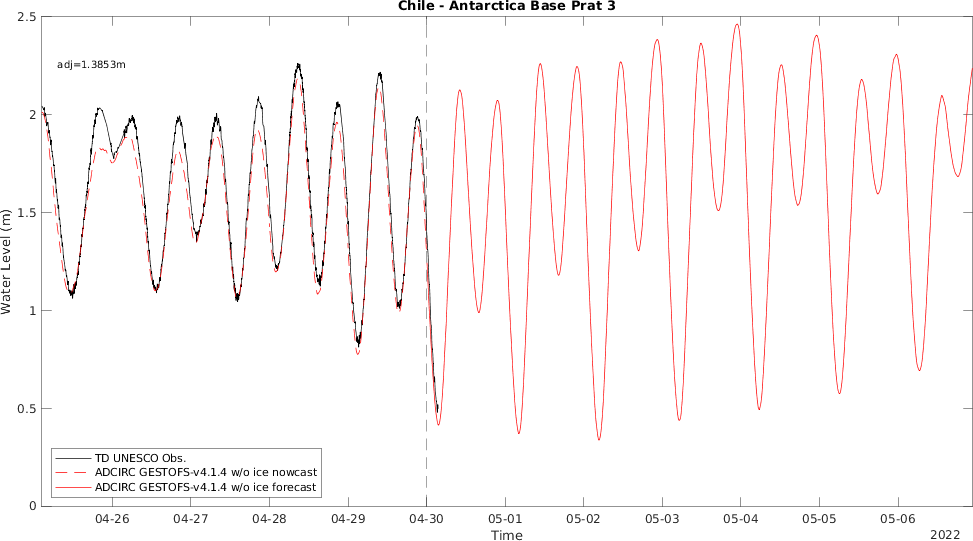 Chile - Antarctica Base Prat 3
adj=1.3853m
2.5
2
1.5
1
0.5
0
Water Level (m)
TD UNESCO Obs.
ADCIRC GESTOFS-v4.1.4 w/o ice nowcast
ADCIRC GESTOFS-v4.1.4 w/o ice forecast
04-26 04-27 04-28 04-29 04-30 05-01 05-02 05-03 05-04 05-05 05-06
Time
2022